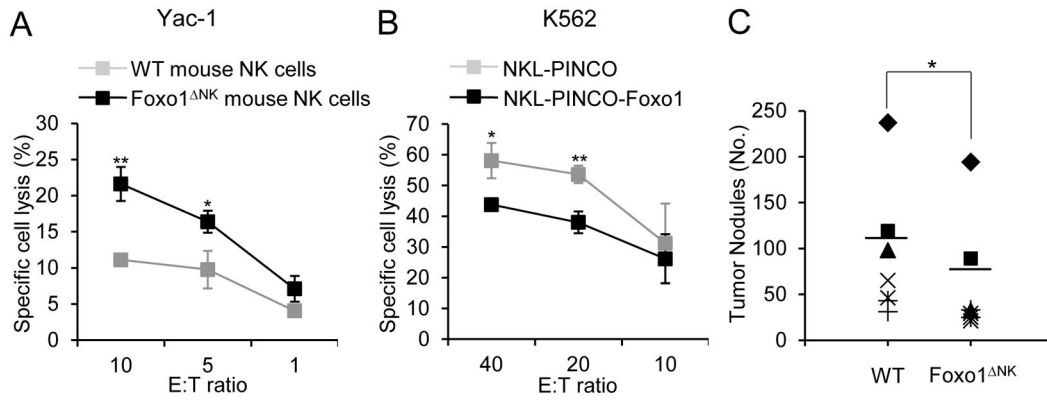 A
Yac-1
WT mouse NK cells
Foxo1ΔNK mouse NK cells
Specific cell lysis (%)
30
25
20
15
10
5
0
**
*
10 5 1
E:T ratio
B
K562
NKL-PINCO
NKL-PINCO-Foxo1
Specific cell lysis (%)
70
60
50
40
30
20
10
0
*
**
40 20 10
E:T ratio
C
*
Tumor Nodules (No.)
250
200
150
100
50
0
WT Foxo1ΔNK